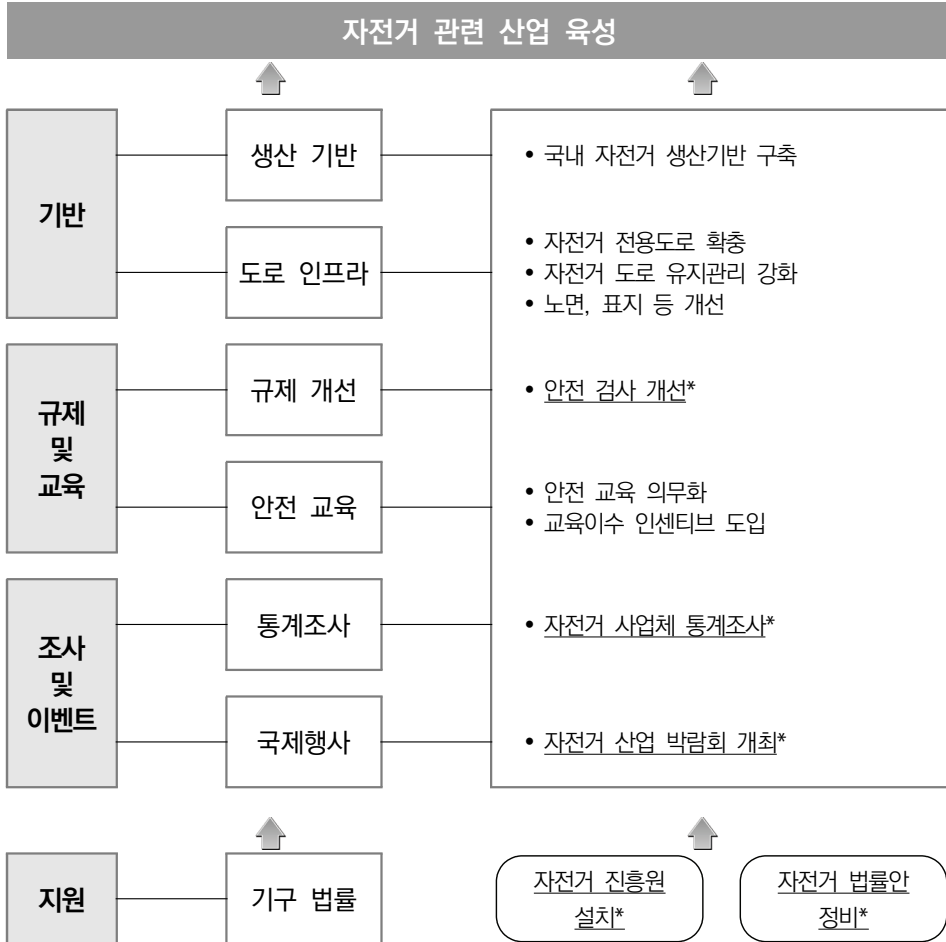 자전거 관련 산업 육성
기반
생산 기반
• 국내 자전거 생산기반 구축
도로 인프라
• 자전거 전용도로 확충
• 자전거 도로 유지관리 강화
• 노면, 표지 등 개선
규제
및
교육
규제 개선
• 안전 검사 개선*
안전 교육
• 안전 교육 의무화
• 교육이수 인센티브 도입
조사
및
이벤트
통계조사
• 자전거 사업체 통계조사*
국제행사
• 자전거 산업 박람회 개최*
지원
기구 법률
자전거 진흥원
설치*
자전거 법률안
정비*